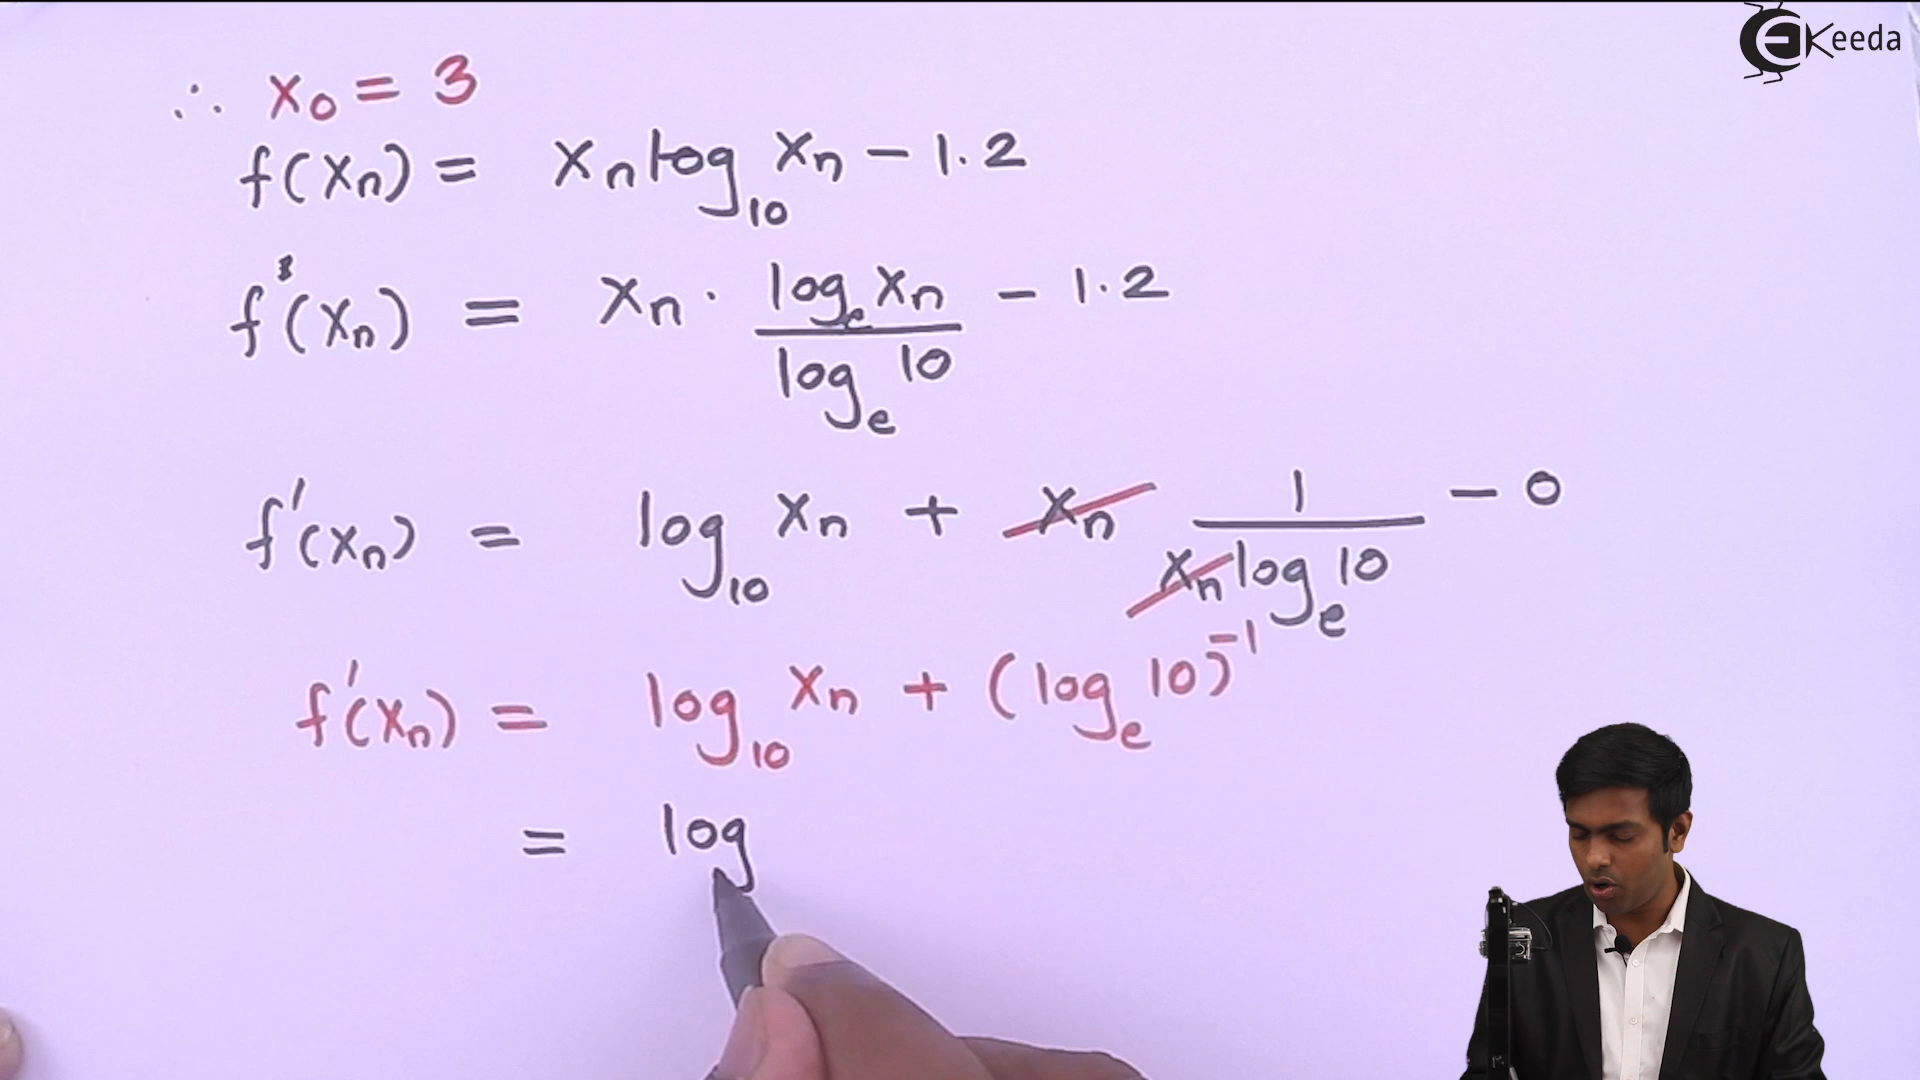 EKeeda
∴ x₀ = 3
f(xₙ) = xₙ log₁₀ xₙ - 1.2
f(xₙ) = xₙ · logₑ xₙ / logₑ 10 - 1.2
f'(xₙ) = log₁₀ xₙ + xₙ 1 / xₙ logₑ 10 - 0
f'(xₙ) = log₁₀ xₙ + (logₑ 10)⁻¹
= log